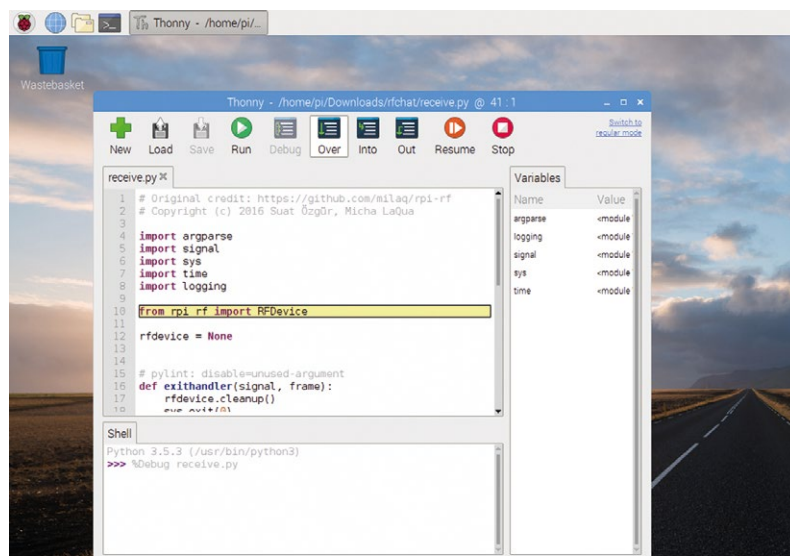 Thonny - /home/pi/...
Wastebasket
Thonny - /home/pi/Downloads/rfchat/receive.py @ 41 : 1
New Load Save Run Debug Over Into Out Resume Stop
Switch to
regular mode
receive.py
1 # Original credit: https://github.com/milaq/rpi-rf
2 # Copyright (c) 2016 Suat Özgür, Micha LaQua
3
4 import argparse
5 import signal
6 import sys
7 import time
8 import logging
9
10 from rpi_rf import RFDevice
11
12 rfdevice = None
13
14
15 # pylint: disable=unused-argument
16 def exithandler(signal, frame):
17 rfdevice.cleanup()
18 sys.exit(0)
Variables
Name Value
argparse <module
logging <module
signal <module
sys <module
time <module
Shell
Python 3.5.3 (/usr/bin/python3)
>>> %Debug receive.py